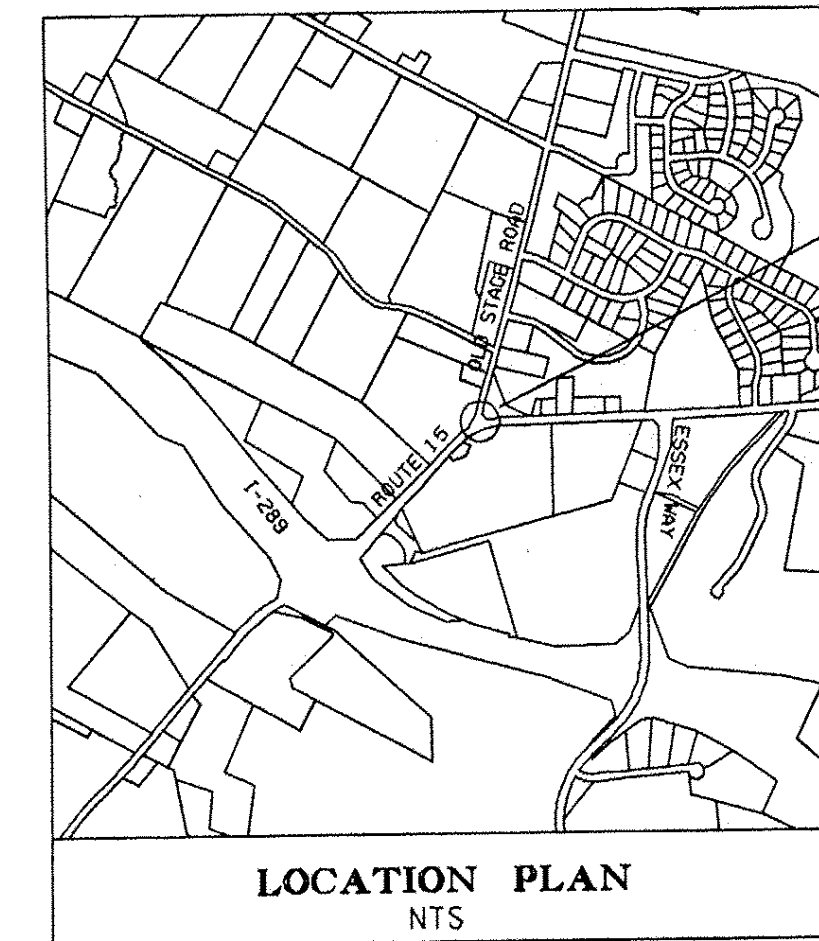 OLD STAGE ROAD
ROUTE 15
I-289
ESSEX WAY
LOCATION PLAN
NTS